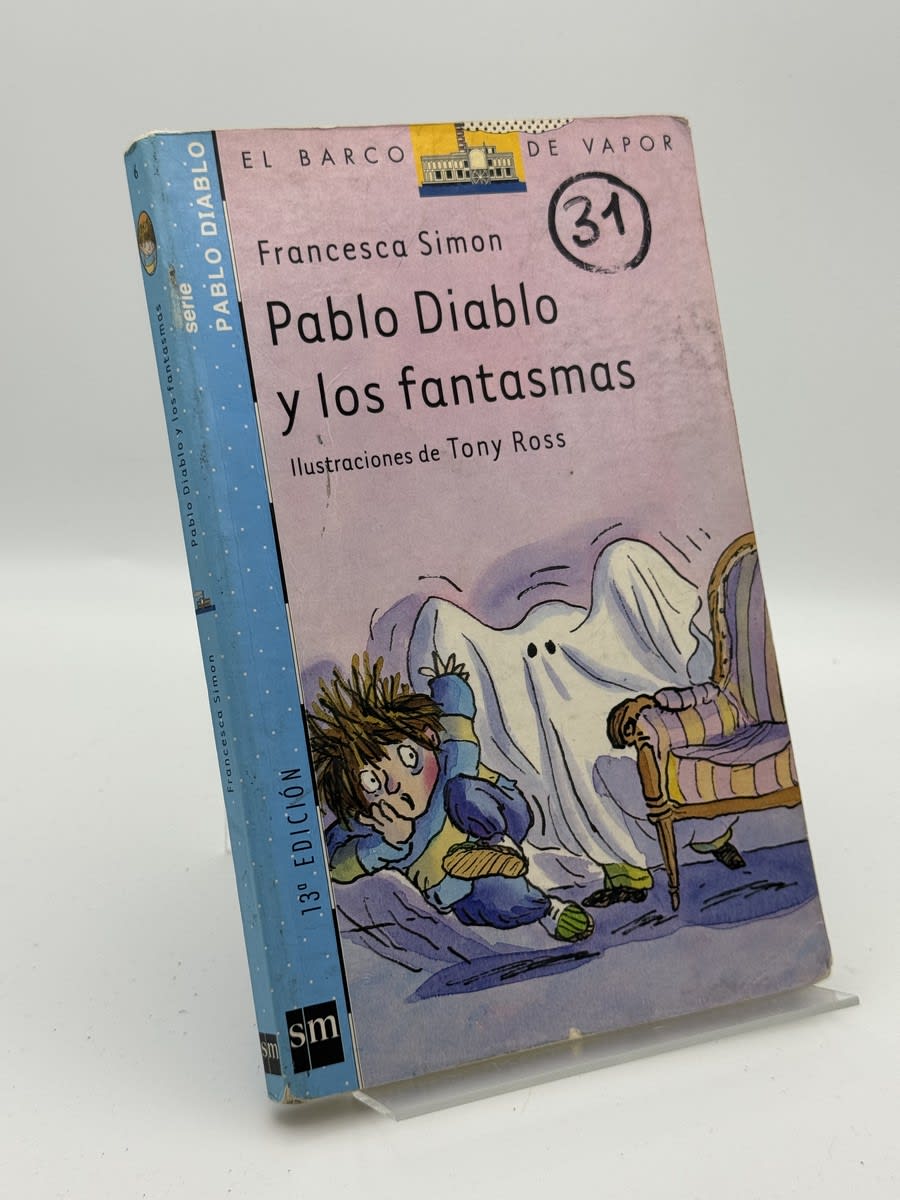 EL BARCO DE VAPOR
31
Francesca Simon
Pablo Diablo
y los fantasmas
Ilustraciones de Tony Ross
serie
PABLO DIABLO
13ª EDICIÓN
sm
6
Pablo Diablo y los fantasmas
Francesca Simon
sm